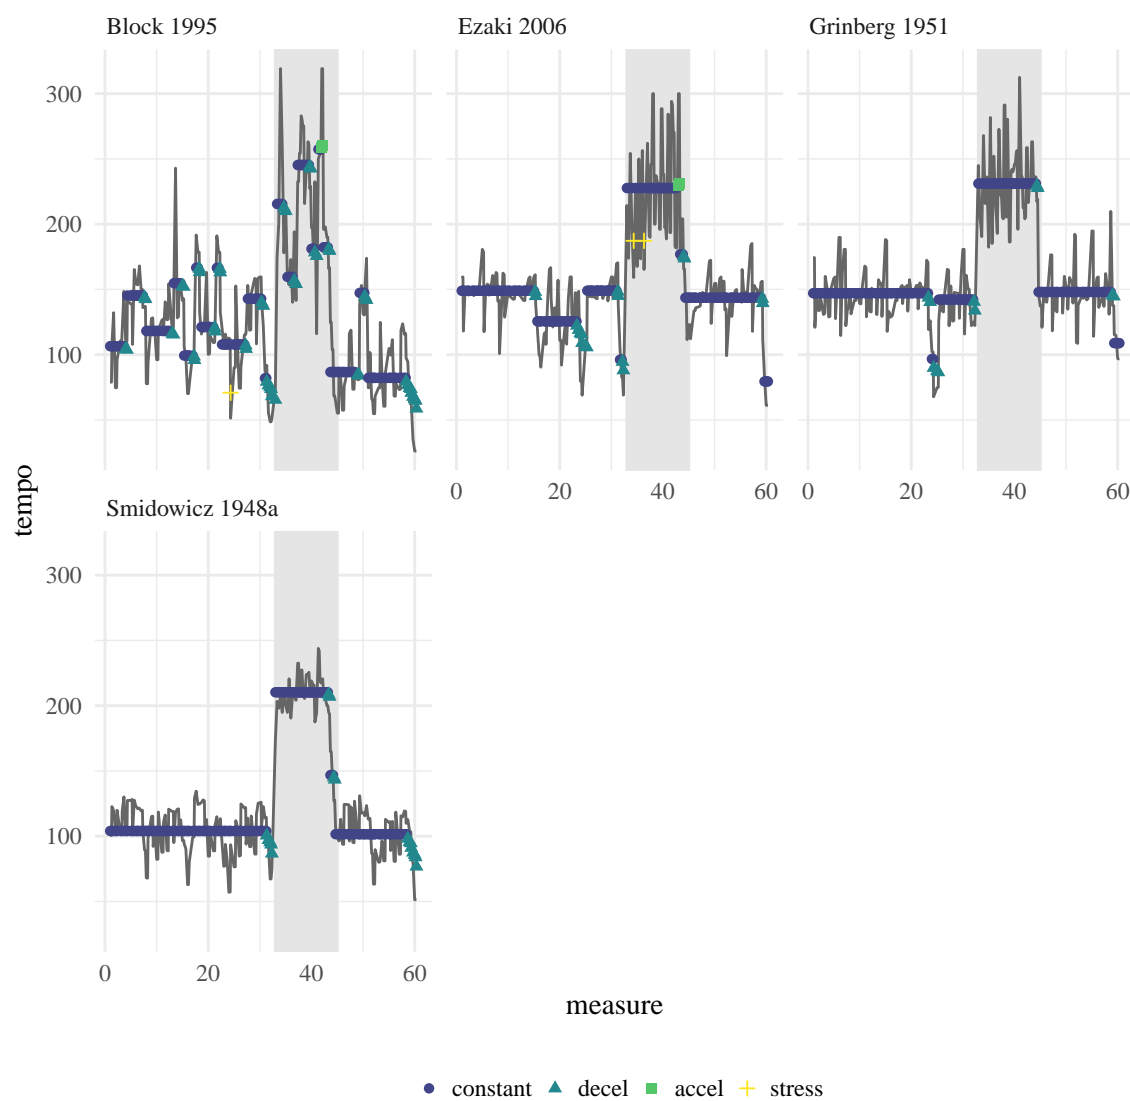 Block 1995 Ezaki 2006 Grinberg 1951
300
200
100
0 20 40 60 0 20 40 60
Smidowicz 1948a
300
200
100
0 20 40 60
tempo
measure
constant decel accel stress